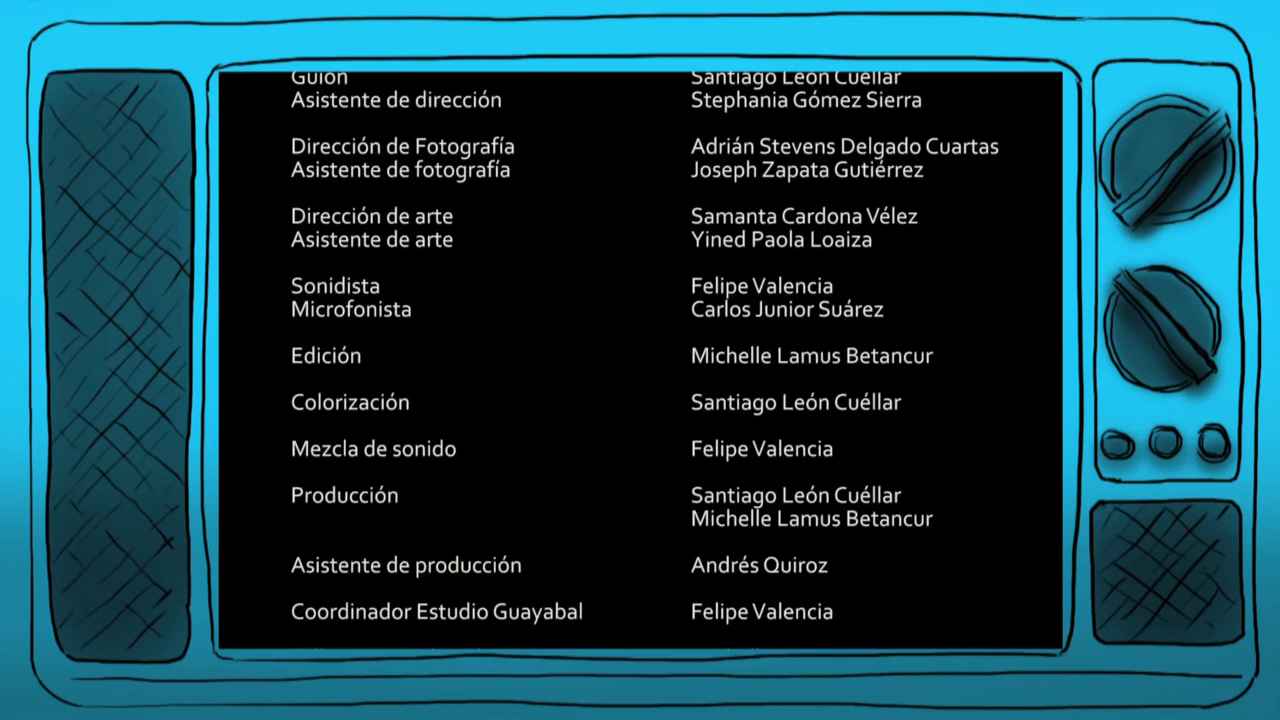 Guión Santiago León Cuéllar
Asistente de dirección Stephania Gómez Sierra
Dirección de Fotografía Adrián Stevens Delgado Cuartas
Asistente de fotografía Joseph Zapata Gutiérrez
Dirección de arte Samanta Cardona Vélez
Asistente de arte Yined Paola Loaiza
Sonidista Felipe Valencia
Microfonista Carlos Junior Suárez
Edición Michelle Lamus Betancur
Colorización Santiago León Cuéllar
Mezcla de sonido Felipe Valencia
Producción Santiago León Cuéllar
Michelle Lamus Betancur
Asistente de producción Andrés Quiroz
Coordinador Estudio Guayabal Felipe Valencia